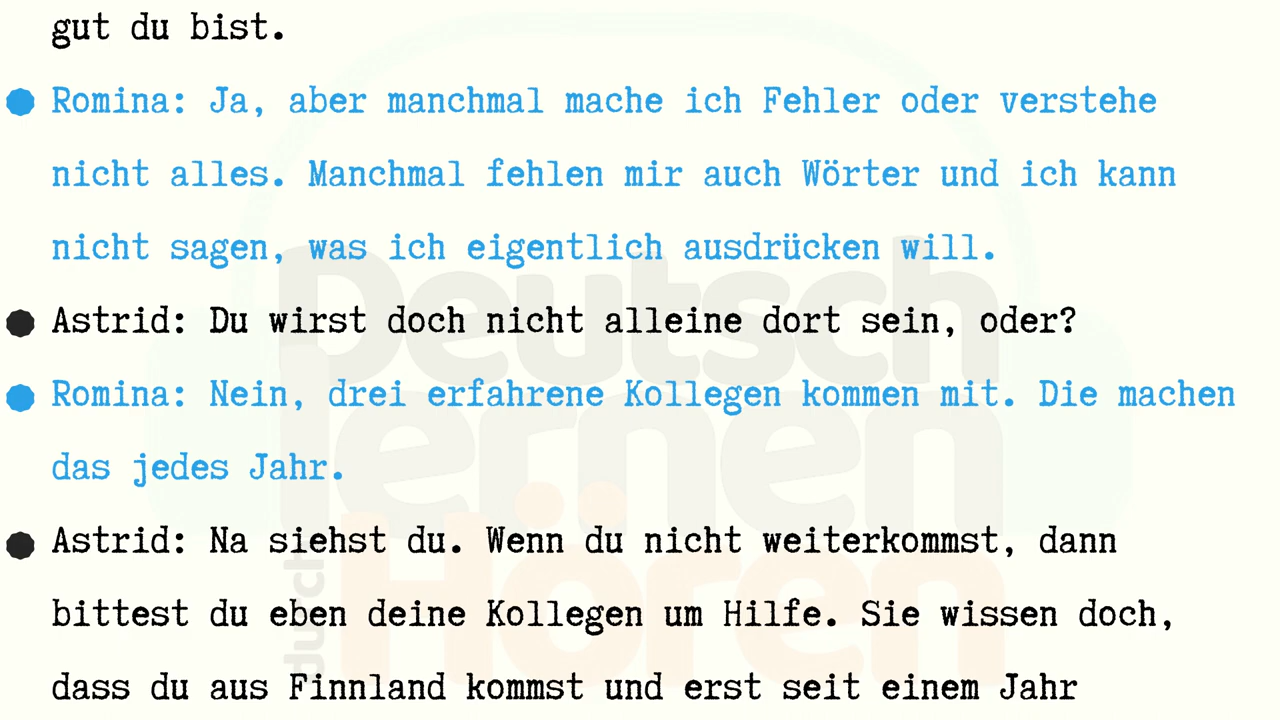 gut du bist.
Romina: Ja, aber manchmal mache ich Fehler oder verstehe
nicht alles. Manchmal fehlen mir auch Wörter und ich kann
nicht sagen, was ich eigentlich ausdrücken will.
Astrid: Du wirst doch nicht alleine dort sein, oder?
Romina: Nein, drei erfahrene Kollegen kommen mit. Die machen
das jedes Jahr.
Astrid: Na siehst du. Wenn du nicht weiterkommst, dann
bittest du eben deine Kollegen um Hilfe. Sie wissen doch,
dass du aus Finnland kommst und erst seit einem Jahr
Deutsch
lernen
durch
Hören